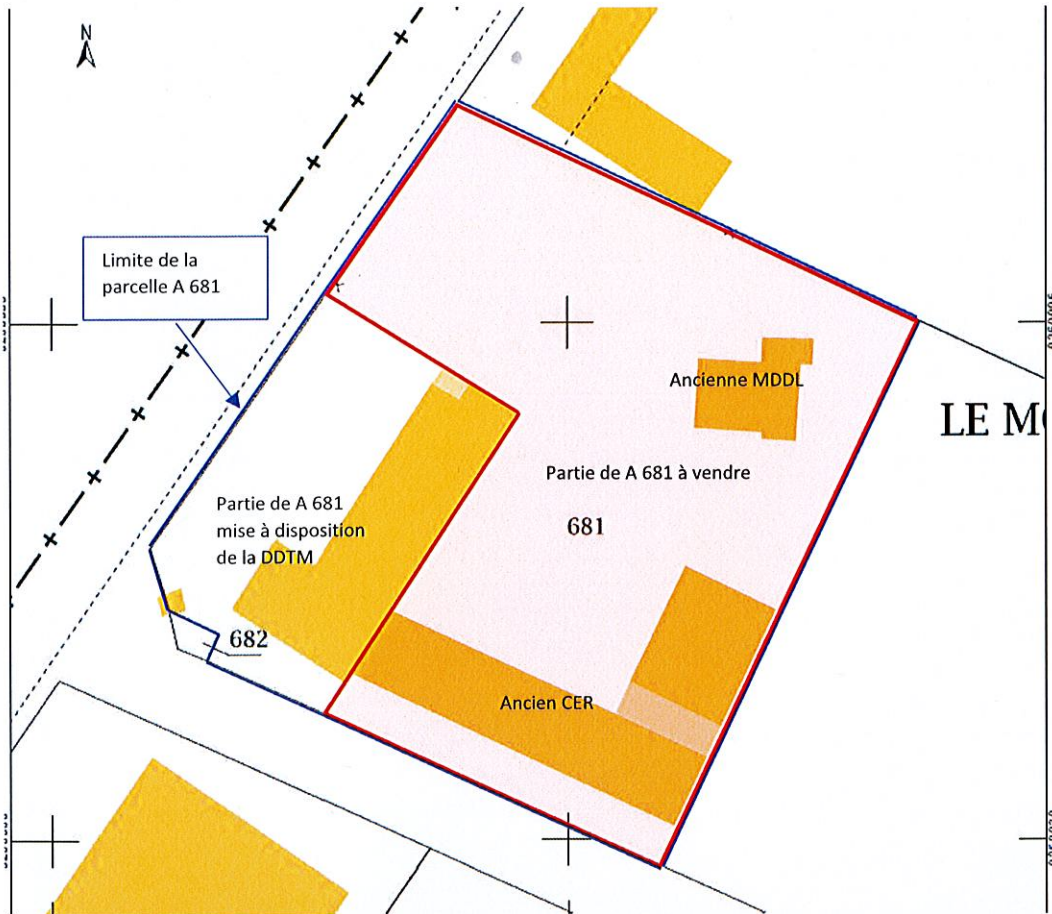 N
Limite de la
parcelle A 681
Ancienne MDDL
LE M
Partie de A 681 à vendre
681
Partie de A 681
mise à disposition
de la DDTM
682
Ancien CER